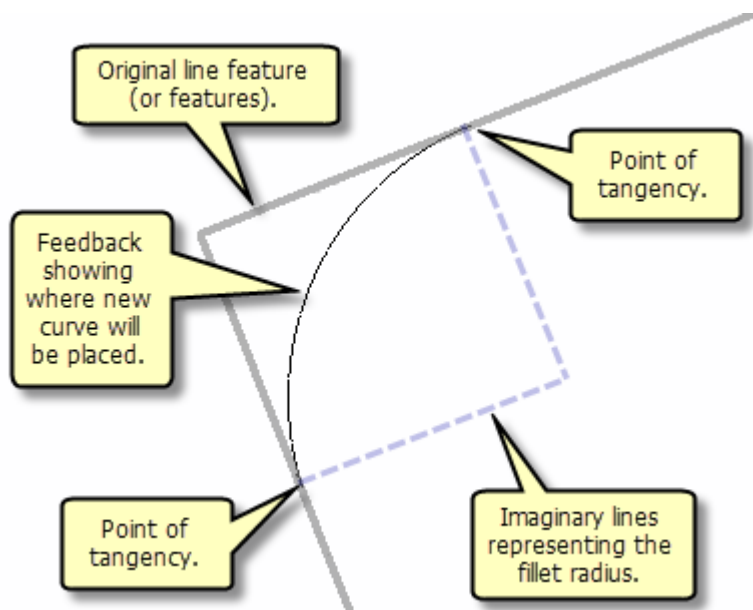 Original line feature
(or features).
Point of
tangency.
Feedback
showing
where new
curve will
be placed.
Point of
tangency.
Imaginary lines
representing the
fillet radius.